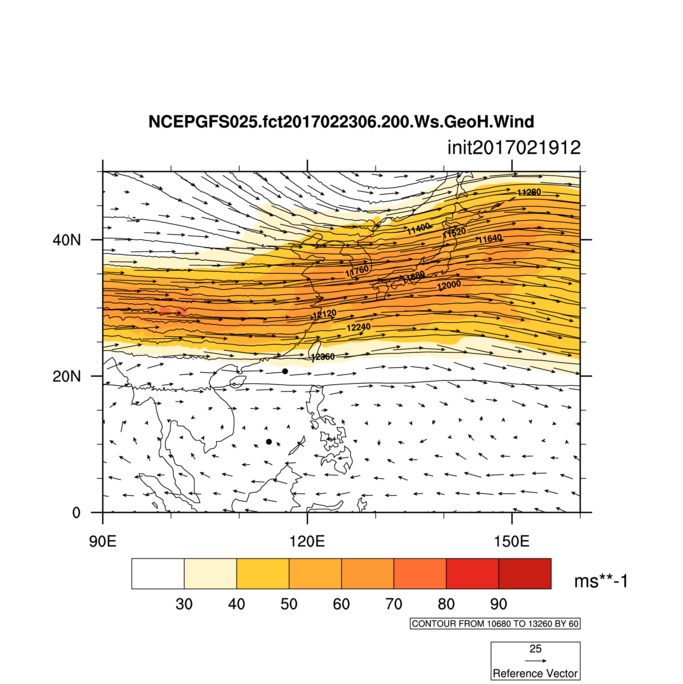 NCEPGFS025.fct2017022306.200.Ws.GeoH.Wind
init2017021912
11280
11400
11520
11640
40N
11760
11880
12000
12120
12240
12360
20N
0
90E 120E 150E
30 40 50 60 70 80 90
ms**-1
CONTOUR FROM 10680 TO 13260 BY 60
25
Reference Vector